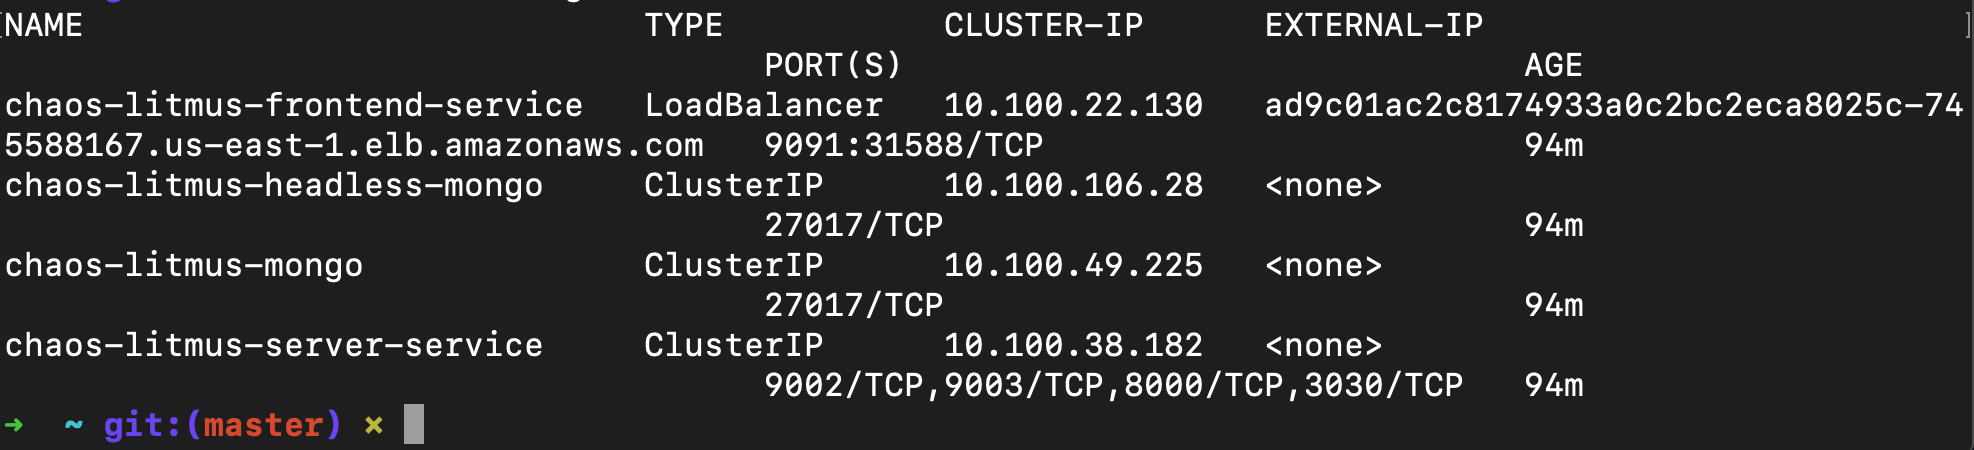 NAME TYPE CLUSTER-IP EXTERNAL-IP
PORT(S) AGE
chaos-litmus-frontend-service LoadBalancer 10.100.22.130 ad9c01ac2c8174933a0c2bc2eca8025c-74
5588167.us-east-1.elb.amazonaws.com 9091:31588/TCP 94m
chaos-litmus-headless-mongo ClusterIP 10.100.106.28 <none>
27017/TCP 94m
chaos-litmus-mongo ClusterIP 10.100.49.225 <none>
27017/TCP 94m
chaos-litmus-server-service ClusterIP 10.100.38.182 <none>
9002/TCP,9003/TCP,8000/TCP,3030/TCP 94m
➜ ~ git:(master) ✗